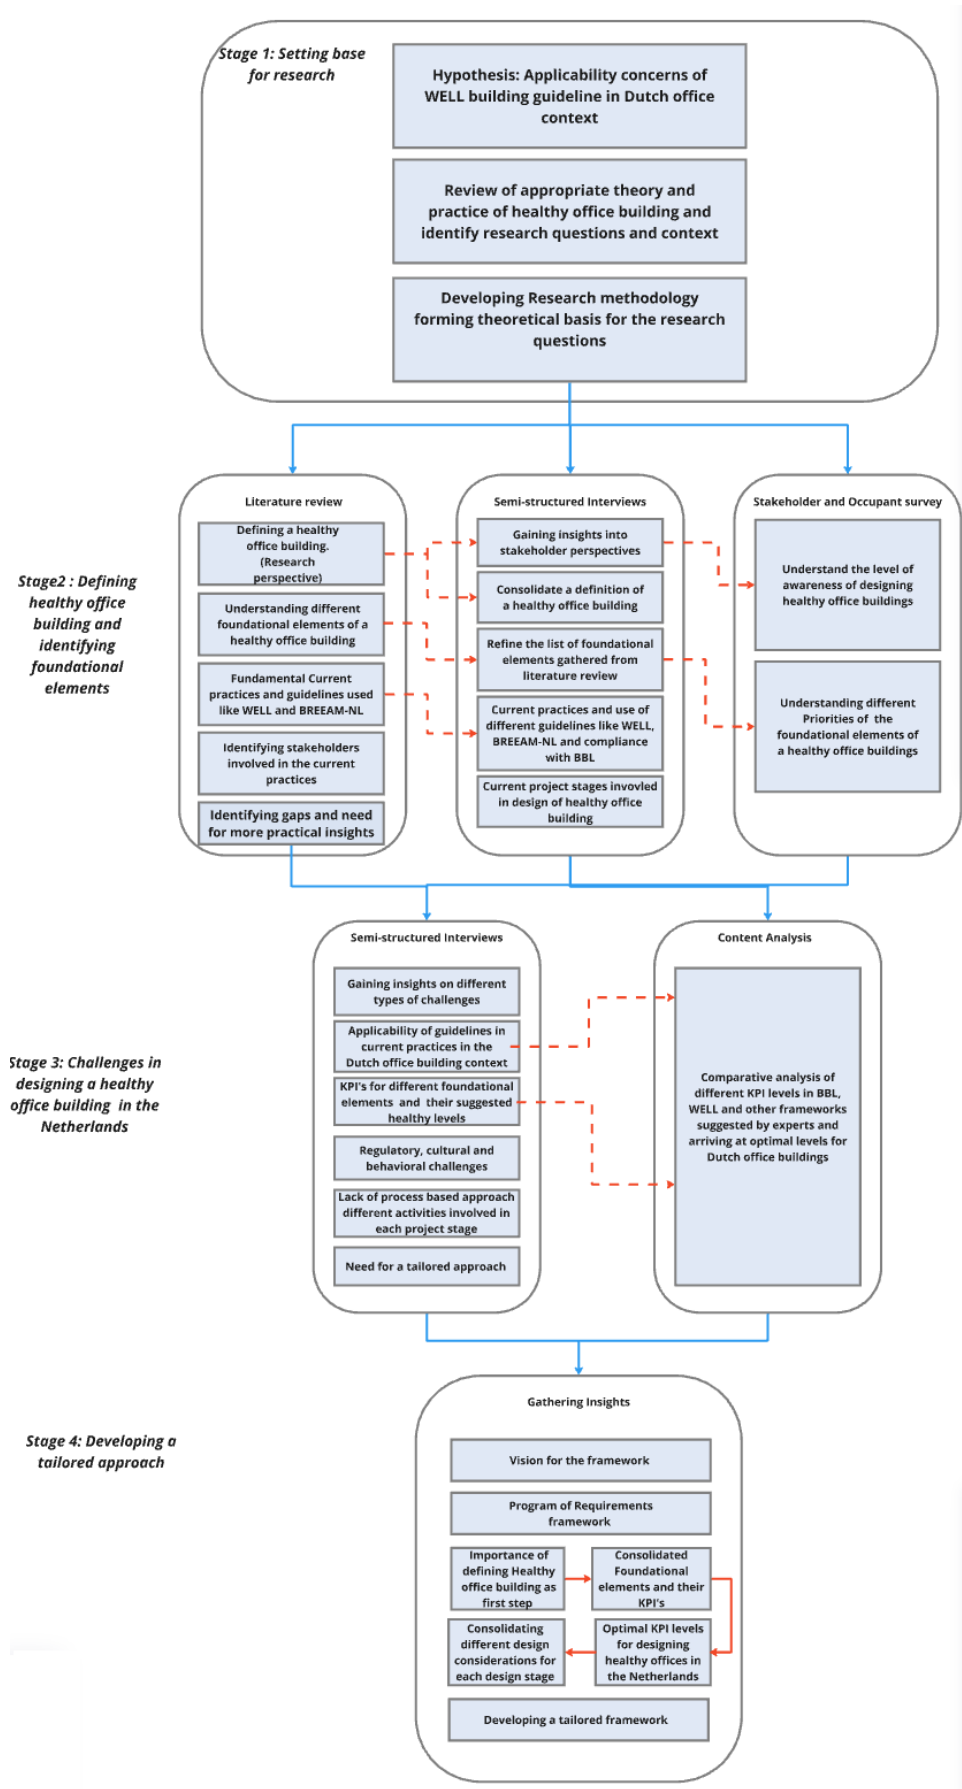 Stage 1: Setting base
for research
Hypothesis: Applicability concerns of
WELL building guideline in Dutch office
context
Review of appropriate theory and
practice of healthy office building and
identify research questions and context
Developing Research methodology
forming theoretical basis for the research
questions
Stage2 : Defining
healthy office
building and
identifying
foundational
elements
Literature review
Defining a healthy
office building.
(Research
perspective)
Understanding different
foundational elements of a
healthy office building
Fundamental Current
practices and guidelines used
like WELL and BREEAM-NL
Identifying stakeholders
involved in the current
practices
Identifying gaps and need
for more practical insights
Semi-structured Interviews
Gaining insights into
stakeholder perspectives
Consolidate a definition of
a healthy office building
Refine the list of foundational
elements gathered from
literature review
Current practices and use of
different guidelines like WELL,
BREEAM-NL and compliance
with BBL
Current project stages invovled
in design of healthy office
building
Stakeholder and Occupant survey
Understand the level of
awareness of designing
healthy office buildings
Understanding different
Priorities of the
foundational elements of
a healthy office buildings
Stage 3: Challenges in
designing a healthy
office building in the
Netherlands
Semi-structured Interviews
Gaining insights on different
types of challenges
Applicability of guidelines in
current practices in the
Dutch office building context
KPI's for different foundational
elements and their suggested
healthy levels
Regulatory, cultural and
behavioral challenges
Lack of process based approach
different activities involved in
each project stage
Need for a tailored approach
Content Analysis
Comparative analysis of
different KPI levels in BBL,
WELL and other frameworks
suggested by experts and
arriving at optimal levels for
Dutch office buildings
Stage 4: Developing a
tailored approach
Gathering Insights
Vision for the framework
Program of Requirements
framework
Importance of
defining Healthy
office building as
first step
Consolidated
Foundational
elements and their
KPI's
Consolidating
different design
considerations for
each design stage
Optimal KPI levels
for designing
healthy offices in
the Netherlands
Developing a tailored framework